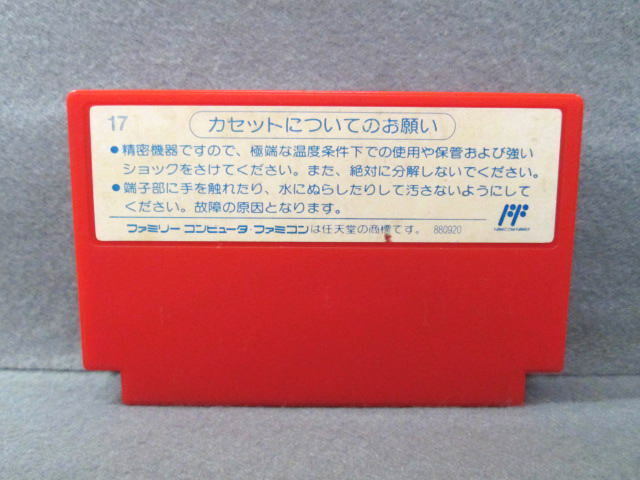 17
カセットについてのお願い
●精密機器ですので、極端な温度条件下での使用や保管および強い
ショックをさけてください。また、絶対に分解しないでください。
●端子部に手を触れたり、水にぬらしたりして汚さないようにして
ください。故障の原因となります。
ファミリーコンピュータ・ファミコンは任天堂の商標です。 880920